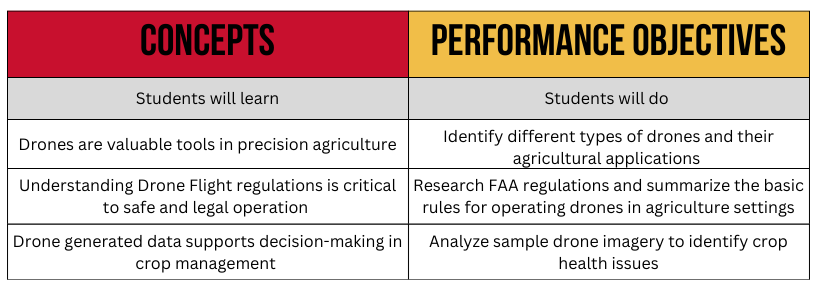 CONCEPTS
PERFORMANCE OBJECTIVES
Students will learn
Students will do
Drones are valuable tools in precision agriculture
Identify different types of drones and their
agricultural applications
Understanding Drone Flight regulations is critical
to safe and legal operation
Research FAA regulations and summarize the basic
rules for operating drones in agriculture settings
Drone generated data supports decision-making in
crop management
Analyze sample drone imagery to identify crop
health issues